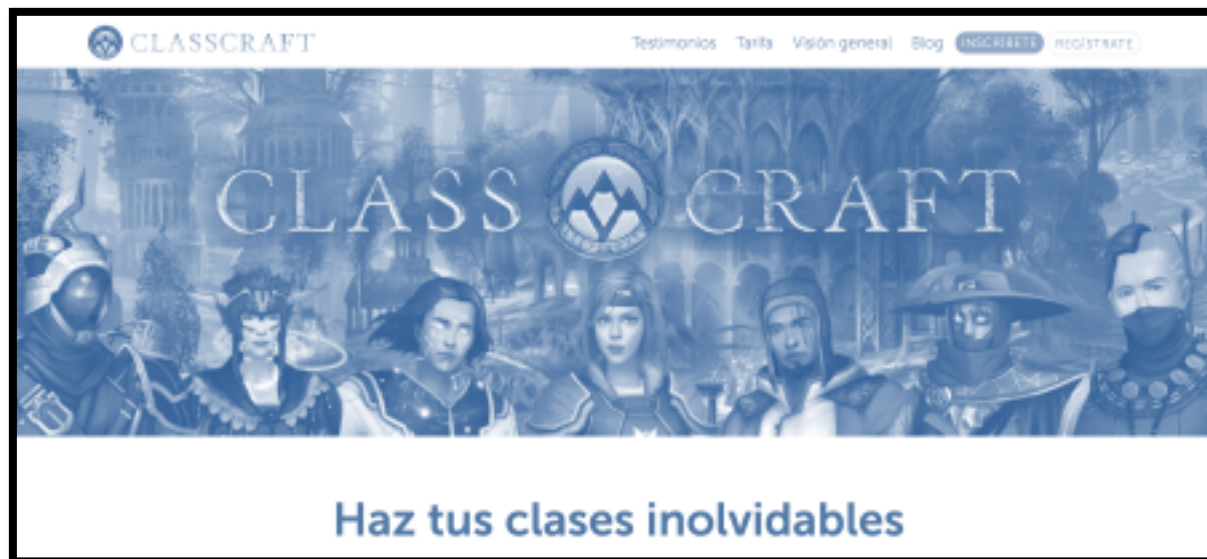 CLASSCRAFT
Testimonios Tarifa Visión general Blog INSCRÍBETE REGÍSTRATE
CLASS CRAFT
Haz tus clases inolvidables